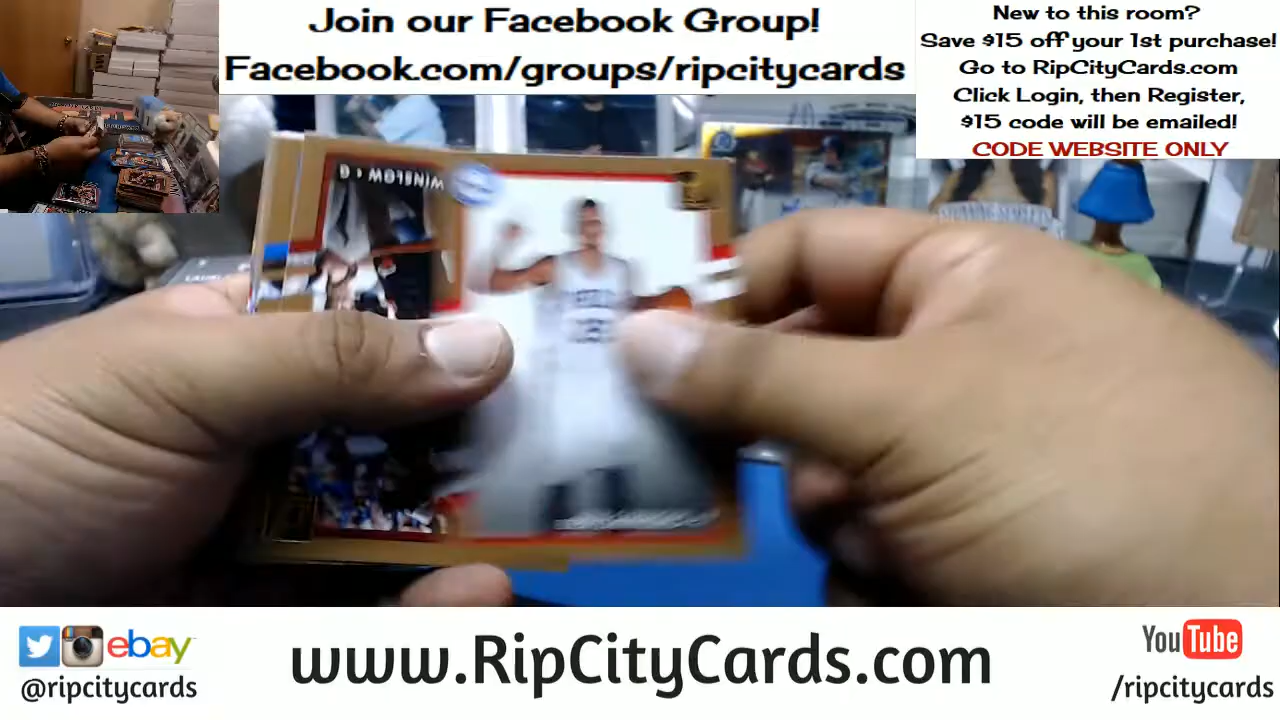 Join our Facebook Group!
Facebook.com/groups/ripcitycards
New to this room?
Save $15 off your 1st purchase!
Go to RipCityCards.com
Click Login, then Register,
$15 code will be emailed!
CODE WEBSITE ONLY
WINSLOW • G
ebay
@ripcitycards
www.RipCityCards.com
YouTube
/ripcitycards